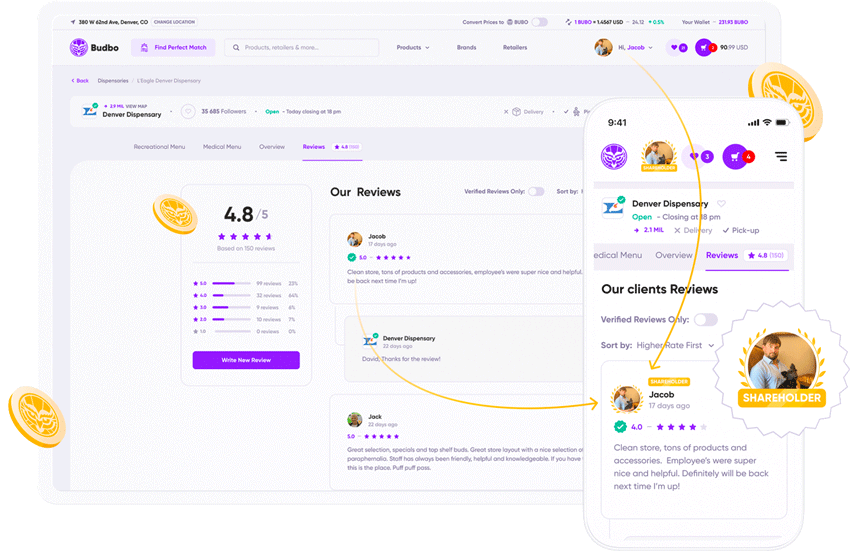 380 W 62nd Ave, Denver, CO CHANGE LOCATION Convert Prices to BUBO 1 BUBO = 1.4567 USD - 24.12 0.5% Your Wallet - 231.93 BUBO
Budbo Find Perfect Match Products, retailers & more... Products Brands Retailers Hi, Jacob 2 90.99 USD
Back Dispensaries / L'Eagle Denver Dispensary
2.9 MIL VIEW MAP
Denver Dispensary 35 685 Followers Open - Today closing at 18 pm Delivery
Recreational Menu Medical Menu Overview Reviews 4.8 (150)
4.8 /5
Based on 150 reviews
5.0 99 reviews 23%
4.0 32 reviews 64%
3.0 9 reviews 6%
2.0 10 reviews 7%
1.0 0 reviews 0%
Write New Review
Our Reviews Verified Reviews Only: Sort by:
Jacob
17 days ago
5.0
Clean store, tons of products and accessories, employee's were super nice and helpful.
be back next time I'm up!
Denver Dispensary
22 days ago
David, Thanks for the review!
Jack
22 days ago
5.0
Great selection, specials and top shelf buds. Great store layout with a nice selection of
paraphernalia. Staff has always been friendly, helpful and knowledgeable. If you have
this is the place. Puff puff pass.
9:41
SHAREHOLDER 3 4
Denver Dispensary
Open - Closing at 18 pm
2.1 MIL Delivery Pick-up
edical Menu Overview Reviews 4.8 (150)
Our clients Reviews
Verified Reviews Only:
Sort by: Higher Rate First
SHAREHOLDER
Jacob
17 days ago
4.0
Clean store, tons of products and
accessories. Employee's were super
nice and helpful. Definitely will be back
next time I'm up!
SHAREHOLDER